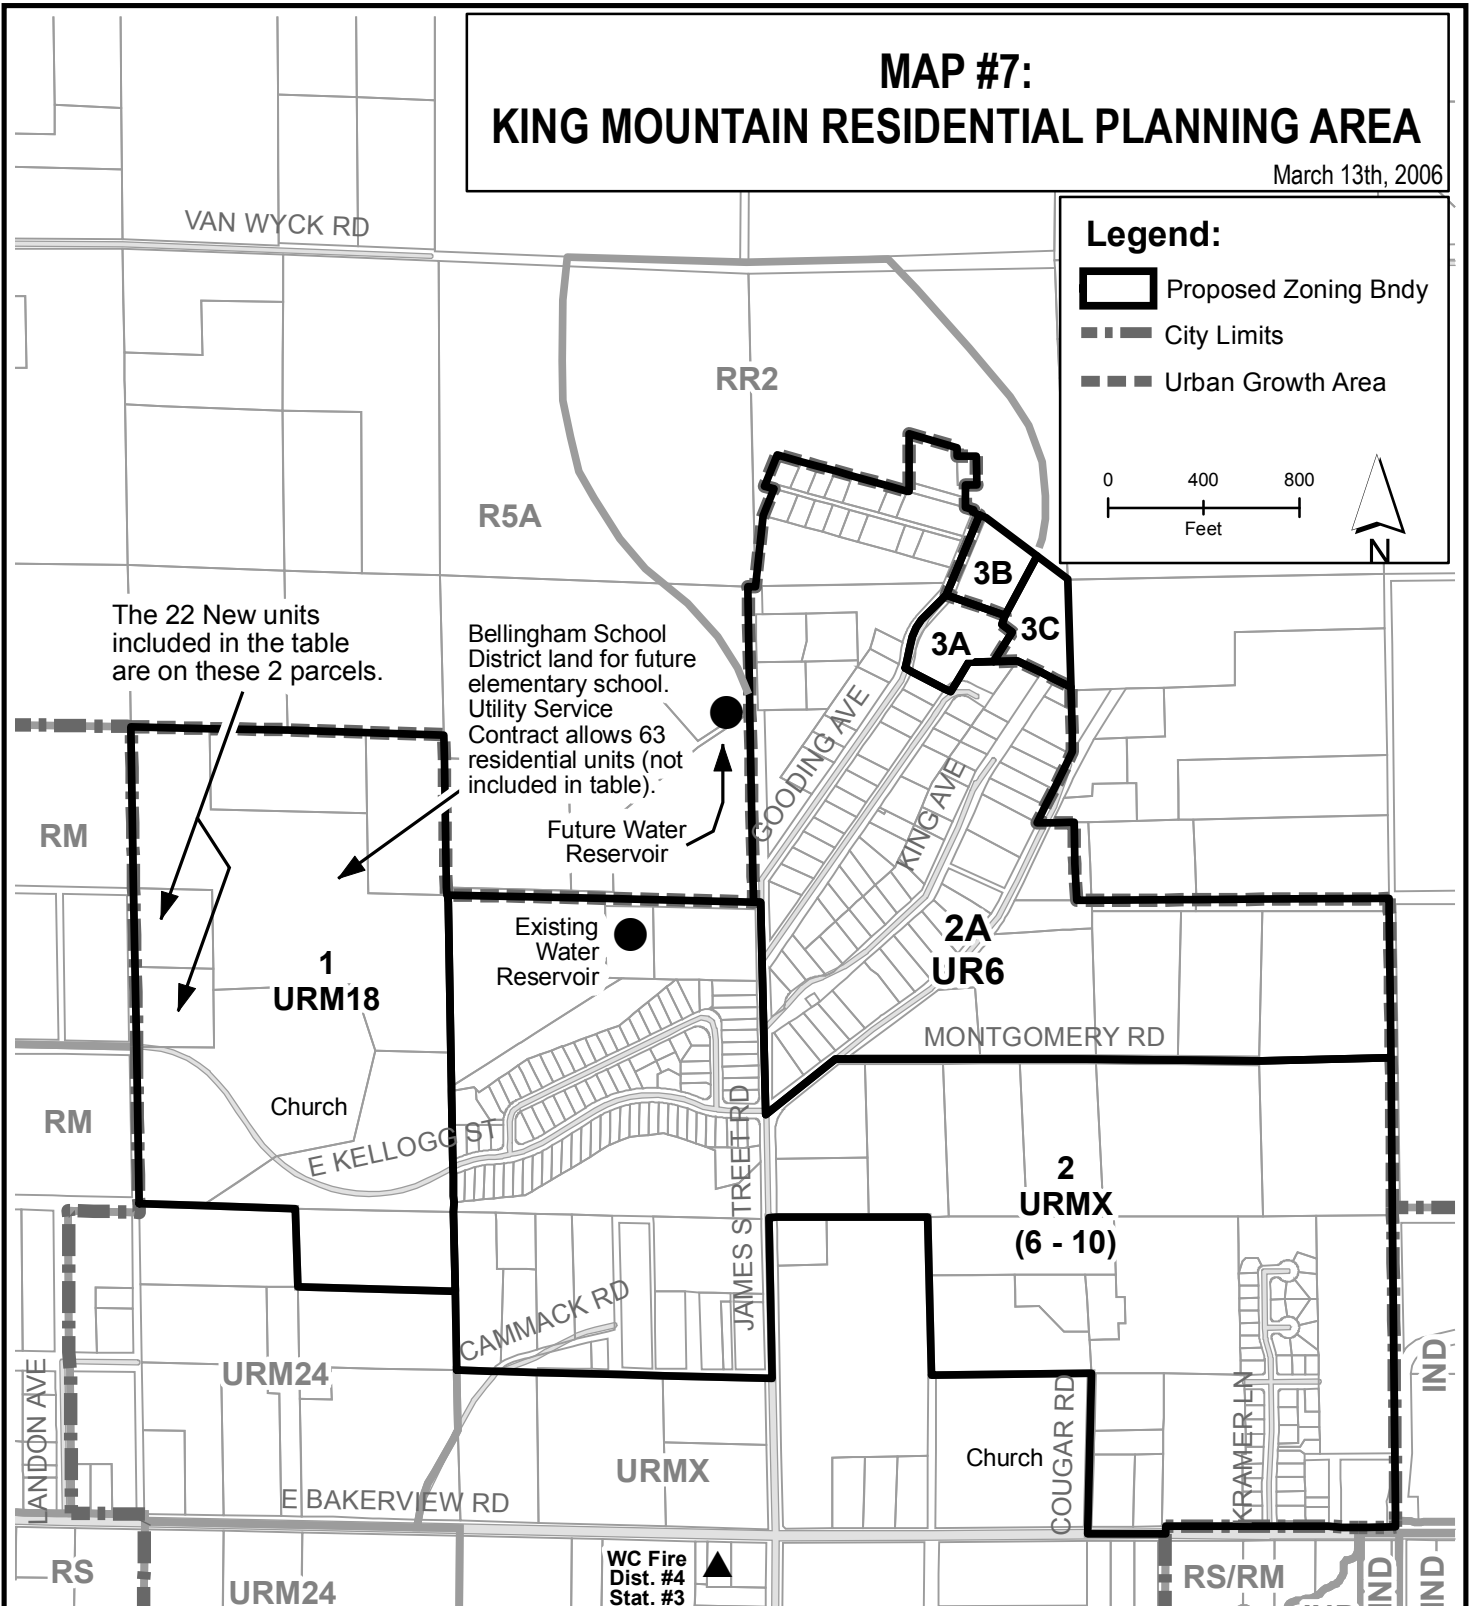 MAP #7:
KING MOUNTAIN RESIDENTIAL PLANNING AREA
March 13th, 2006
Legend:
Proposed Zoning Bndy
City Limits
Urban Growth Area
0 400 800
Feet
N
VAN WYCK RD
RR2
R5A
3B
3C
3A
The 22 New units
included in the table
are on these 2 parcels.
Bellingham School
District land for future
elementary school.
Utility Service
Contract allows 63
residential units (not
included in table).
Future Water
Reservoir
GOODING AVE
KING AVE
RM
Existing
Water
Reservoir
1
URM18
2A
UR6
MONTGOMERY RD
RM
Church
E KELLOGG ST
JAMES STREET RD
2
URMX
(6 - 10)
CAMMACK RD
URM24
LANDON AVE
URMX
Church
COUGAR RD
KRAMER LN
IND
E BAKERVIEW RD
RS
URM24
WC Fire
Dist. #4
Stat. #3
RS/RM
IND
IND